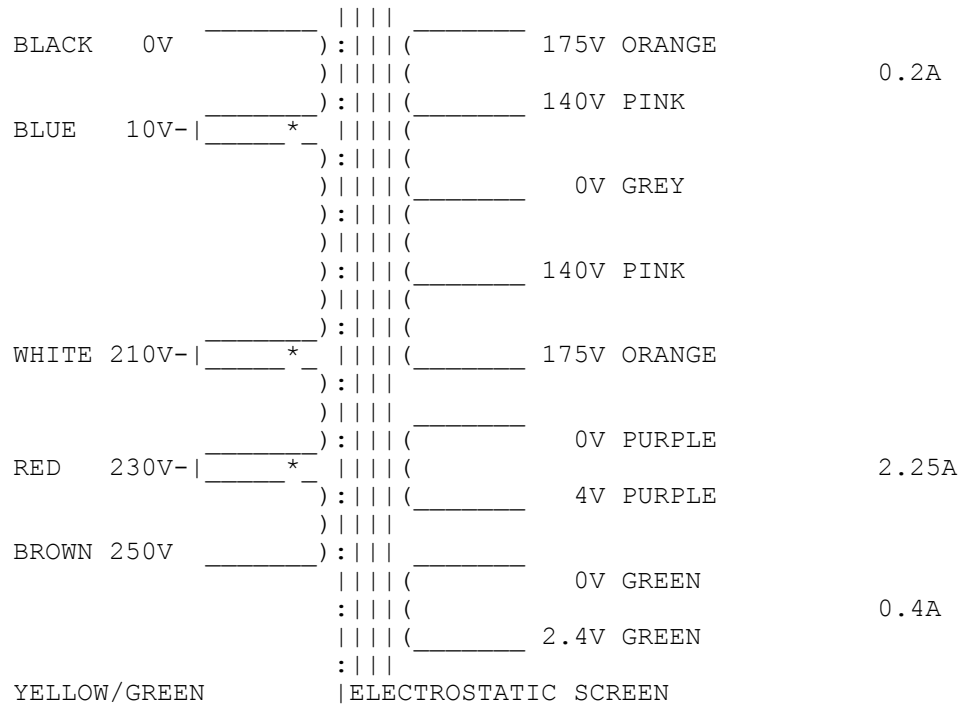 BLACK 0V 175V ORANGE
0.2A
140V PINK
BLUE 10V
0V GREY
140V PINK
WHITE 210V 175V ORANGE
0V PURPLE
RED 230V 2.25A
4V PURPLE
BROWN 250V
0V GREEN
0.4A
2.4V GREEN
YELLOW/GREEN ELECTROSTATIC SCREEN